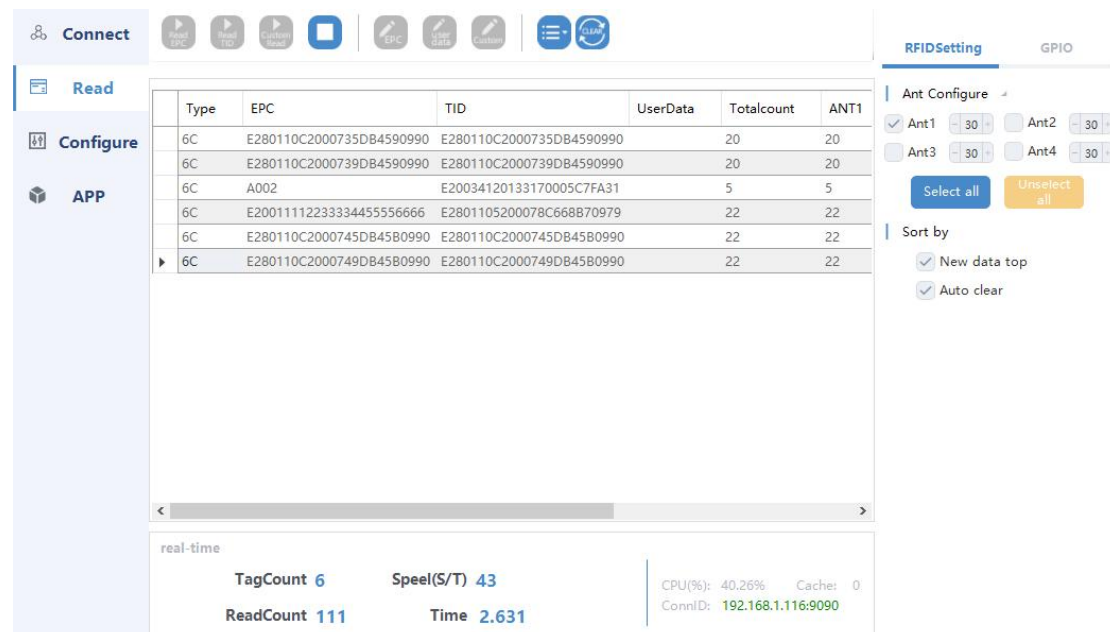 Connect
Read
Configure
APP
Read EPC
Read TID
Custom Read
EPC
user data
Custom
CLEAR
Type EPC TID UserData Totalcount ANT1
6C E280110C2000735DB4590990 E280110C2000735DB4590990 20 20
6C E280110C2000739DB4590990 E280110C2000739DB4590990 20 20
6C A002 E20034120133170005C7FA31 5 5
6C E20011112233334455556666 E2801105200078C668B70979 22 22
6C E280110C2000745DB45B0990 E280110C2000745DB45B0990 22 22
6C E280110C2000749DB45B0990 E280110C2000749DB45B0990 22 22
real-time
TagCount 6 Speel(S/T) 43
ReadCount 111 Time 2.631
CPU(%): 40.26% Cache: 0
ConnID: 192.168.1.116:9090
RFIDSetting GPIO
Ant Configure
Ant1 - 30 + Ant2 - 30 +
Ant3 - 30 + Ant4 - 30 +
Select all
Unselect all
Sort by
New data top
Auto clear